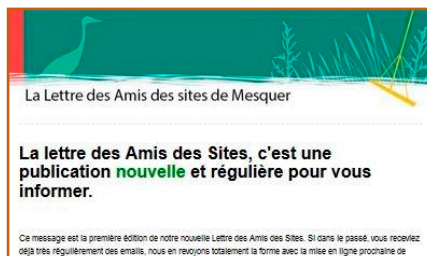 La Lettre des Amis des sites de Mesquer
La lettre des Amis des Sites, c'est une
publication nouvelle et régulière pour vous
informer.
Ce message est la première édition de notre nouvelle Lettre des Amis des Sites. Si dans le passé, vous receviez
déjà très régulièrement des emails, nous en revoyons totalement la forme avec la mise en ligne prochaine de